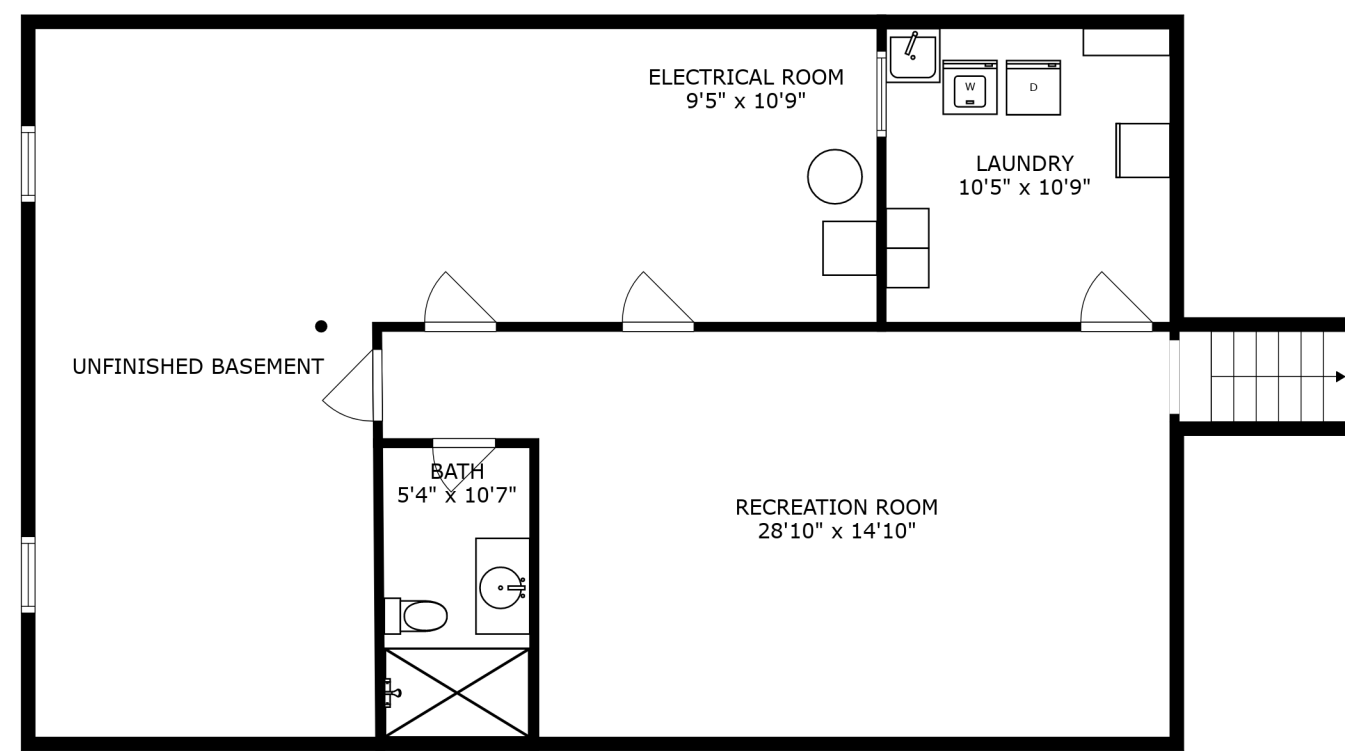 ELECTRICAL ROOM
9'5" x 10'9"
W
D
LAUNDRY
10'5" x 10'9"
UNFINISHED BASEMENT
BATH
5'4" x 10'7"
RECREATION ROOM
28'10" x 14'10"